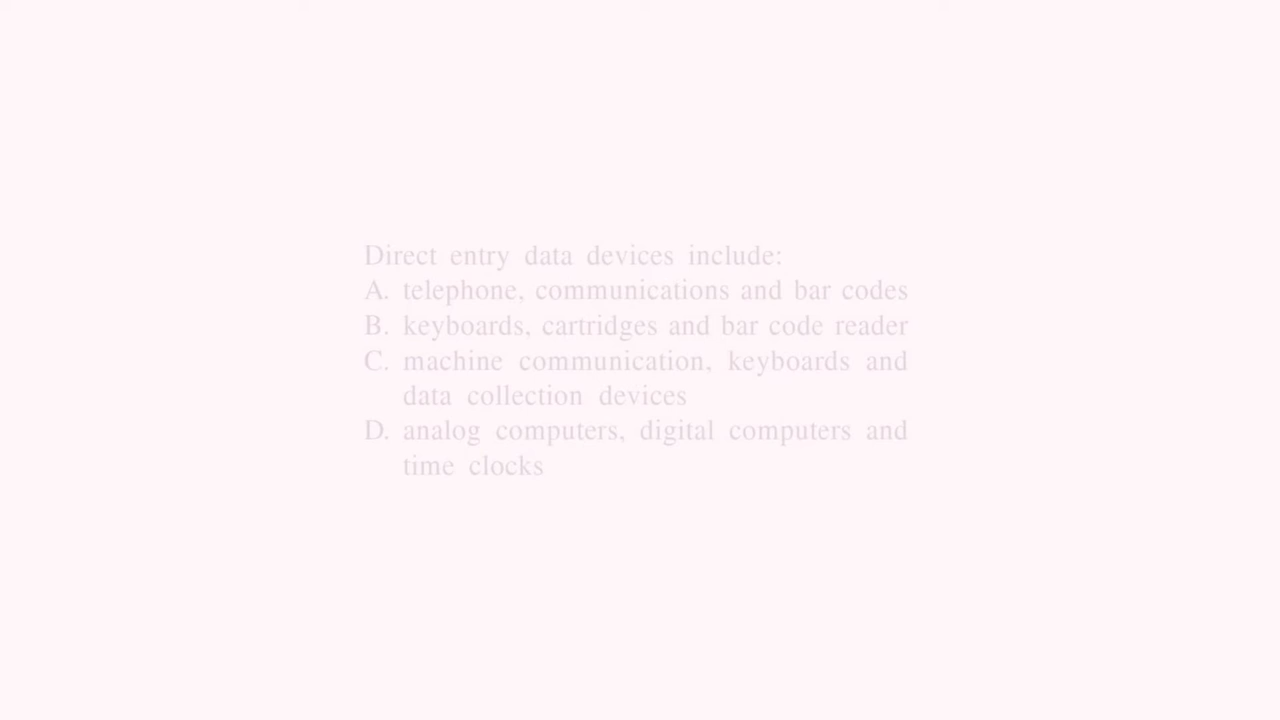 Direct entry data devices include:
A. telephone, communications and bar codes
B. keyboards, cartridges and bar code reader
C. machine communication, keyboards and
data collection devices
D. analog computers, digital computers and
time clocks